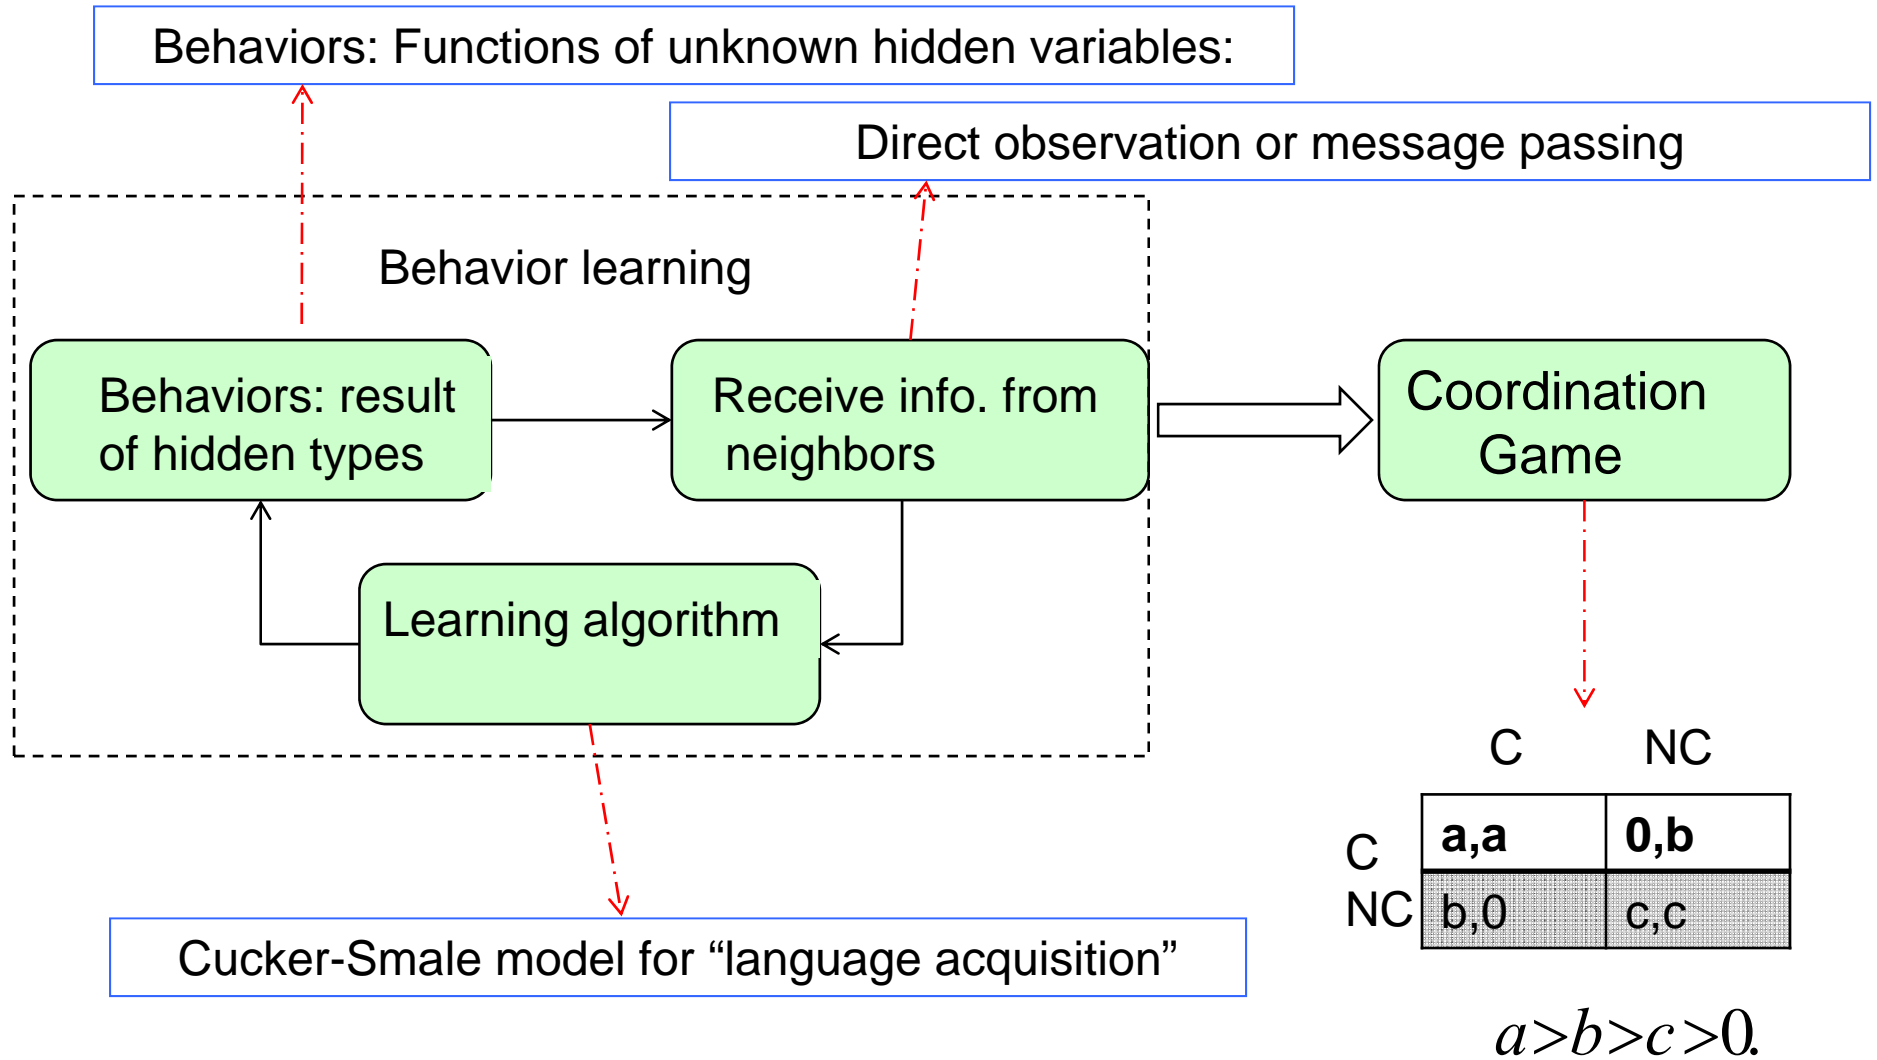 Behaviors: Functions of unknown hidden variables:
Direct observation or message passing
Behavior learning
Behaviors: result
of hidden types
Receive info. from
neighbors
Coordination
Game
Learning algorithm
C NC
C a,a 0,b
NC b,0 c,c
Cucker-Smale model for “language acquisition”
a>b>c>0.